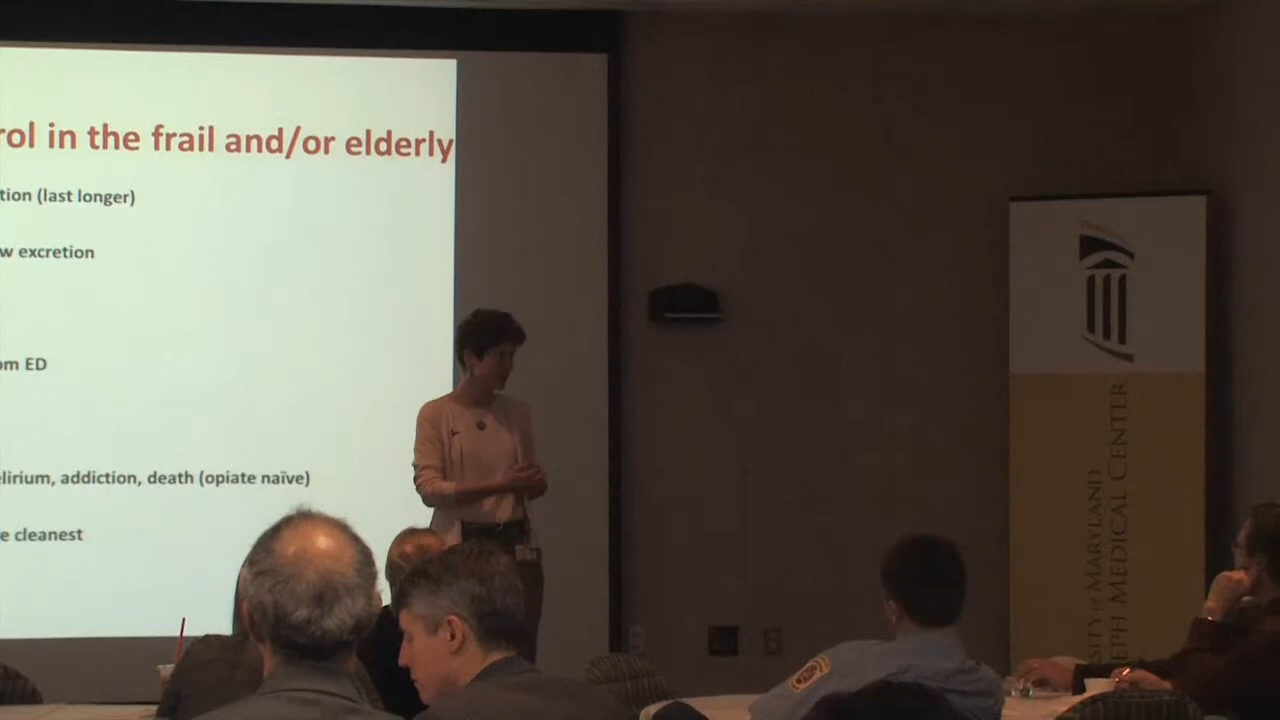 rol in the frail and/or elderly
tion (last longer)
w excretion
om ED
lirium, addiction, death (opiate naïve)
e cleanest
SITY of MARYLAND
EPH MEDICAL CENTER